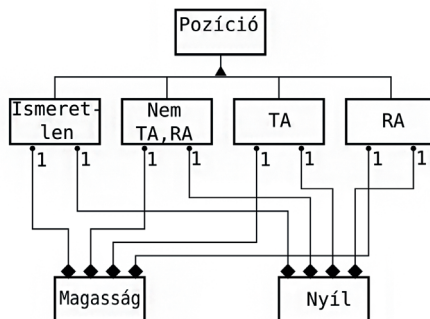 Pozíció
Ismeret-
len
Nem
TA,RA
TA
RA
1 1 1 1 1 1 1 1
Magasság
Nyíl